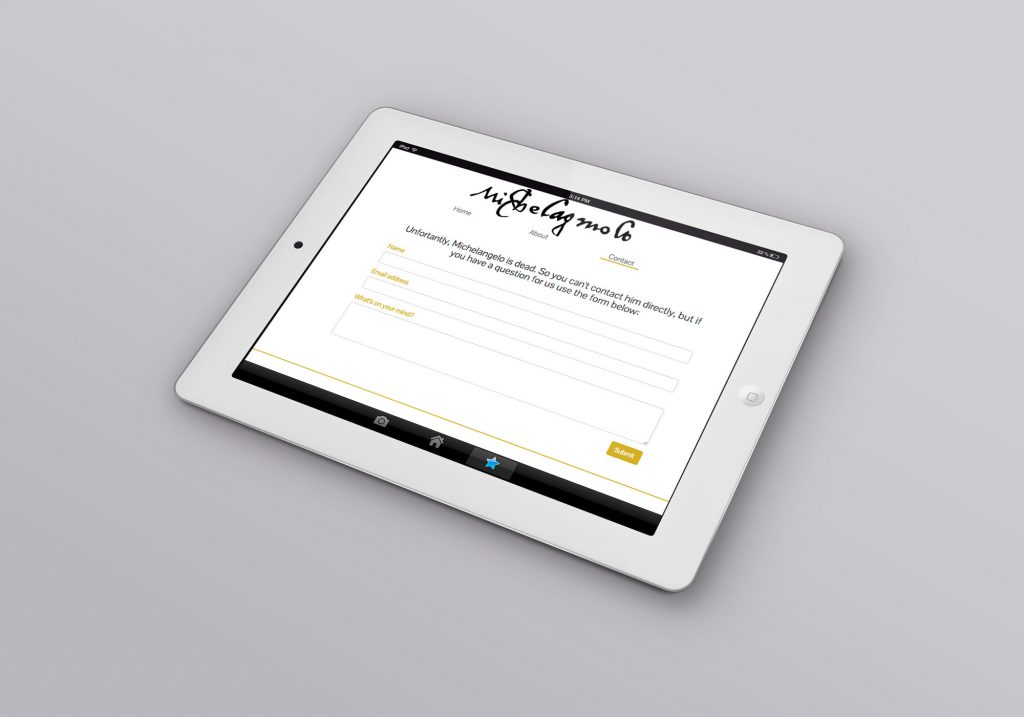 iPad
5:14 PM
32 %
Michelagniolo
Home
About
Contact
Unfortantly, Michelangelo is dead. So you can't contact him directly, but if
you have a question for us use the form below:
Name
Email address
What's on your mind?
Submit